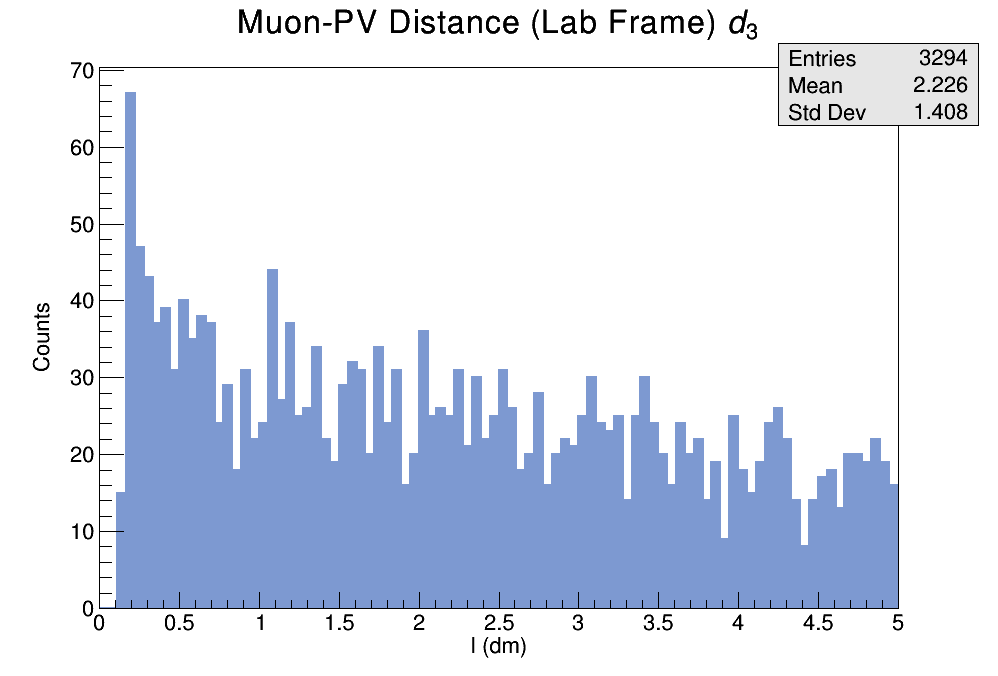 Muon-PV Distance (Lab Frame) d₃
Entries 3294
Mean 2.226
Std Dev 1.408
70
60
50
40
30
20
10
0
Counts
0 0.5 1 1.5 2 2.5 3 3.5 4 4.5 5
l (dm)